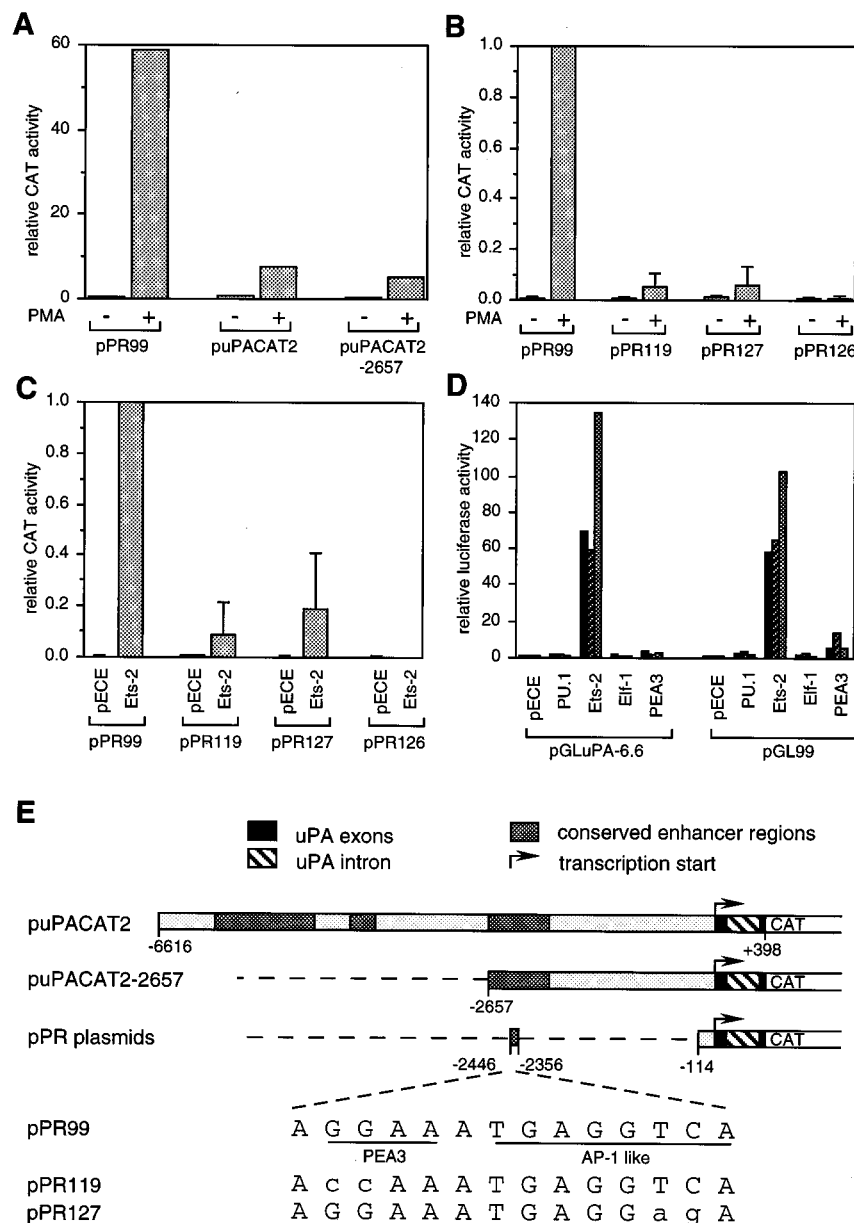 A
relative CAT activity
60
40
20
0
PMA
- + - + - +
pPR99 puPACAT2 puPACAT2
-2657
B
relative CAT activity
1.0
0.8
0.6
0.4
0.2
0.0
PMA
- + - + - + - +
pPR99 pPR119 pPR127 pPR126
C
relative CAT activity
1.0
0.8
0.6
0.4
0.2
0.0
pECE Ets-2 pECE Ets-2 pECE Ets-2 pECE Ets-2
pPR99 pPR119 pPR127 pPR126
D
relative luciferase activity
140
120
100
80
60
40
20
0
pECE PU.1 Ets-2 Elf-1 PEA3 pECE PU.1 Ets-2 Elf-1 PEA3
pGLuPA-6.6 pGL99
E
uPA exons conserved enhancer regions
uPA intron transcription start
puPACAT2 CAT
-6616 +398
puPACAT2-2657 CAT
-2657
pPR plasmids CAT
-2446 -2356 -114
pPR99 A G G A A A T G A G G T C A
PEA3 AP-1 like
pPR119 A c c A A A T G A G G T C A
pPR127 A G G A A A T G A G G a q A